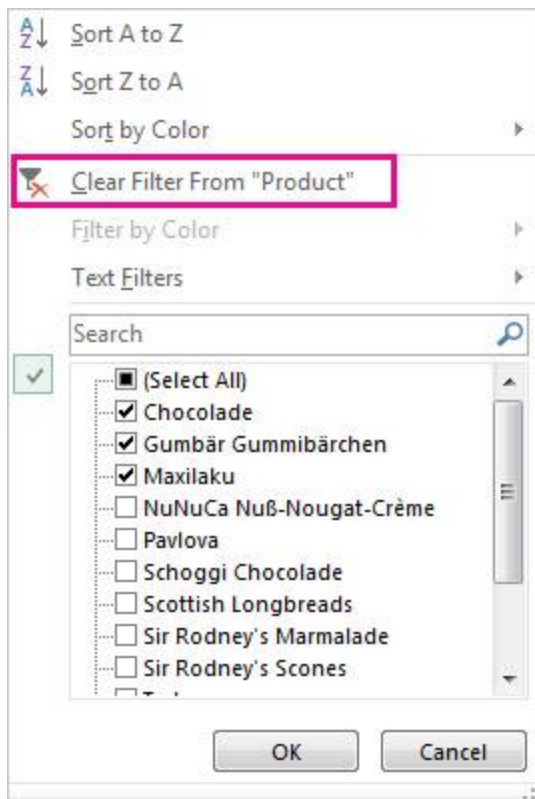 Sort A to Z
Sort Z to A
Sort by Color
Clear Filter From "Product"
Filter by Color
Text Filters
Search
(Select All)
Chocolade
Gumbär Gummibärchen
Maxilaku
NuNuCa Nuß-Nougat-Crème
Pavlova
Schoggi Chocolade
Scottish Longbreads
Sir Rodney's Marmalade
Sir Rodney's Scones
OK Cancel